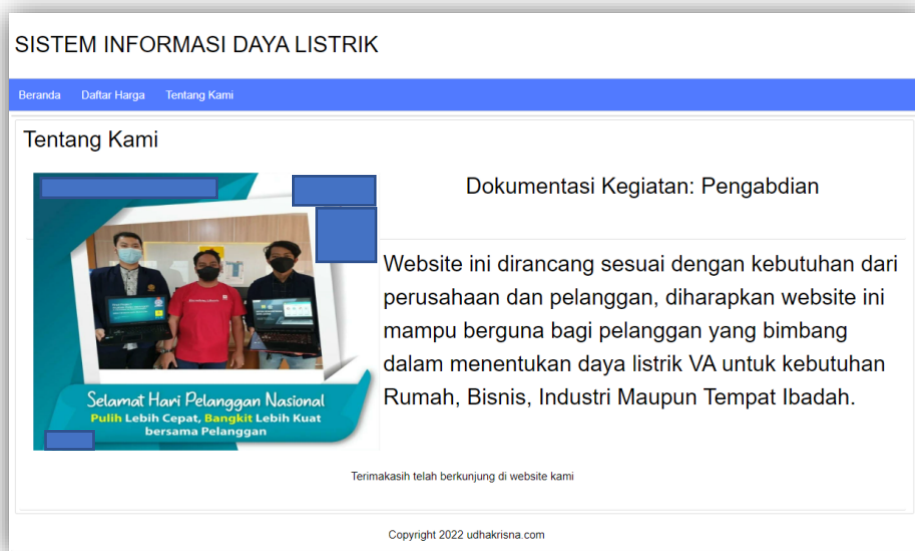 SISTEM INFORMASI DAYA LISTRIK
Beranda Daftar Harga Tentang Kami
Tentang Kami
Selamat Hari Pelanggan Nasional
Pulih Lebih Cepat, Bangkit Lebih Kuat
bersama Pelanggan
Dokumentasi Kegiatan: Pengabdian
Website ini dirancang sesuai dengan kebutuhan dari
perusahaan dan pelanggan, diharapkan website ini
mampu berguna bagi pelanggan yang bimbang
dalam menentukan daya listrik VA untuk kebutuhan
Rumah, Bisnis, Industri Maupun Tempat Ibadah.
Terimakasih telah berkunjung di website kami
Copyright 2022 udhakrisna.com